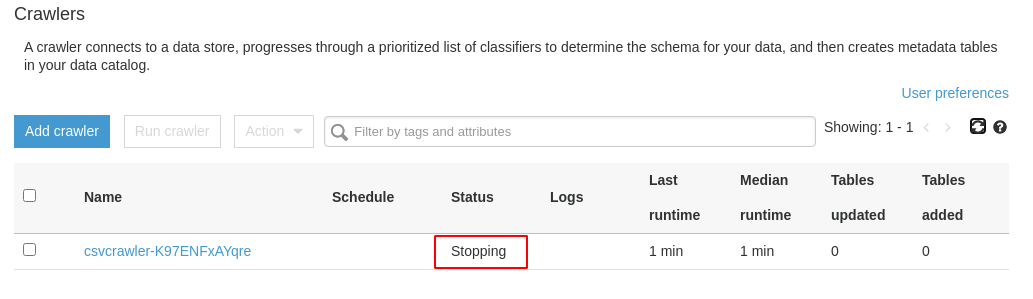 Crawlers
A crawler connects to a data store, progresses through a prioritized list of classifiers to determine the schema for your data, and then creates metadata tables
in your data catalog.
User preferences
Add crawler Run crawler Action Filter by tags and attributes Showing: 1 - 1
Name Schedule Status Logs Last runtime Median runtime Tables updated Tables added
csvcrawler-K97ENFxAYqre Stopping 1 min 1 min 0 0